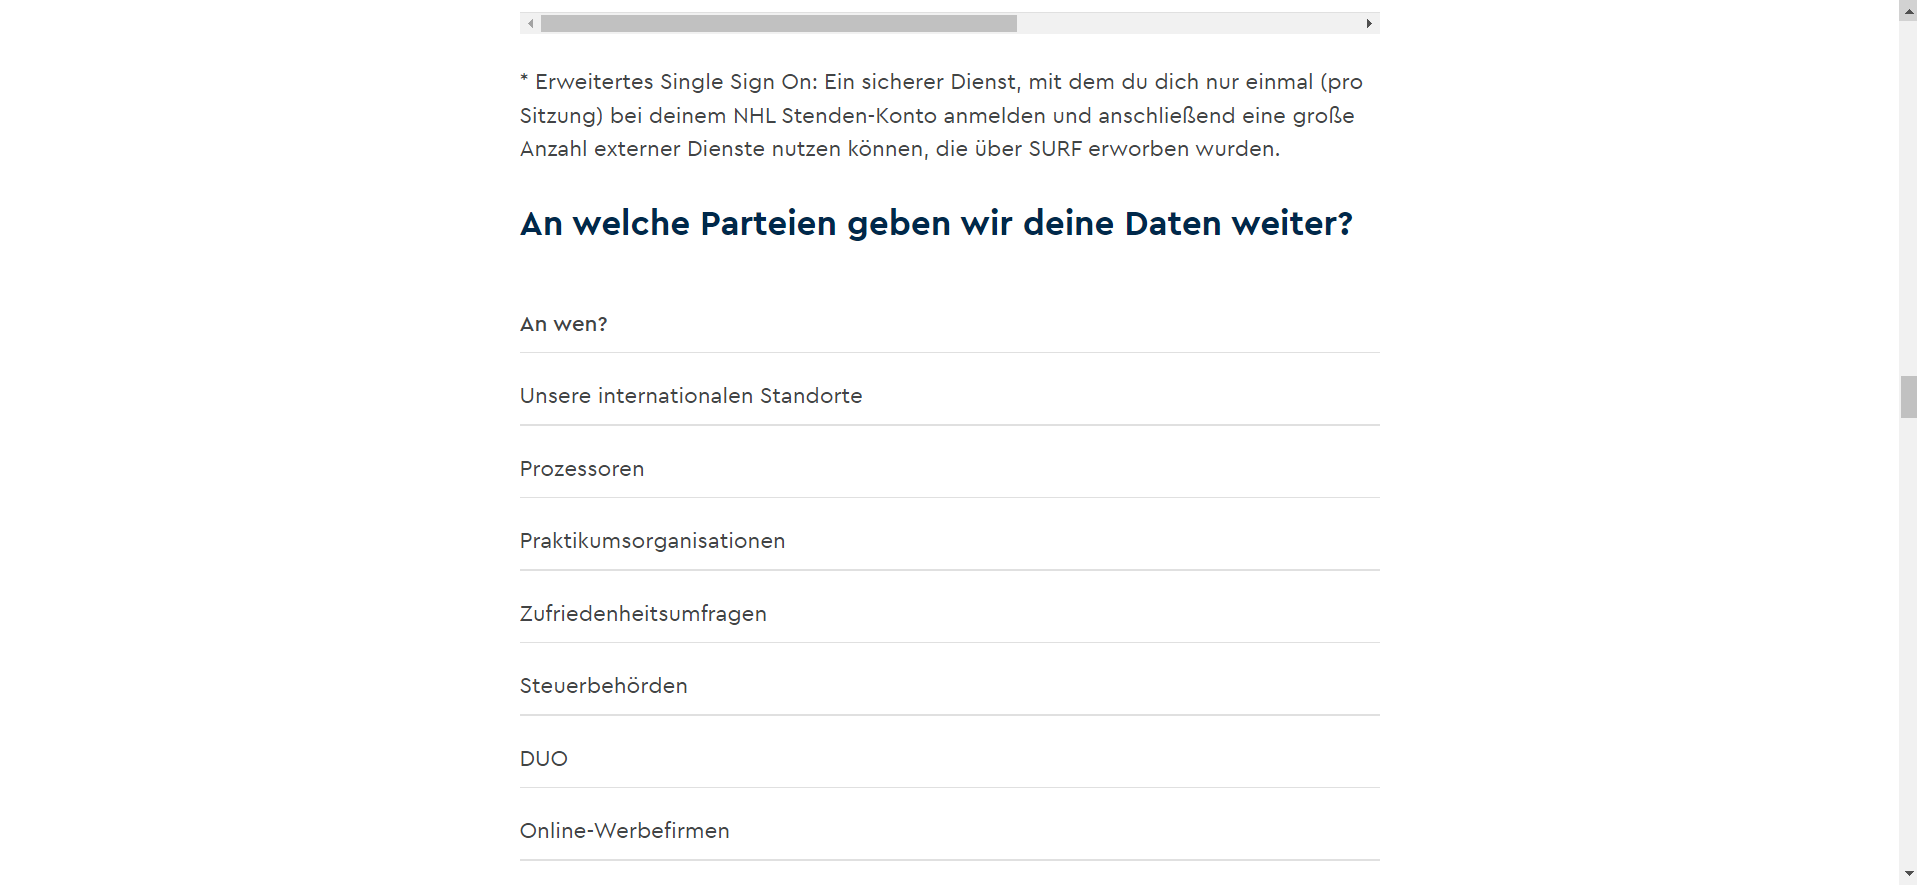 * Erweitertes Single Sign On: Ein sicherer Dienst, mit dem du dich nur einmal (pro
Sitzung) bei deinem NHL Stenden-Konto anmelden und anschließend eine große
Anzahl externer Dienste nutzen können, die über SURF erworben wurden.
An welche Parteien geben wir deine Daten weiter?
An wen?
Unsere internationalen Standorte
Prozessoren
Praktikumsorganisationen
Zufriedenheitsumfragen
Steuerbehörden
DUO
Online-Werbefirmen